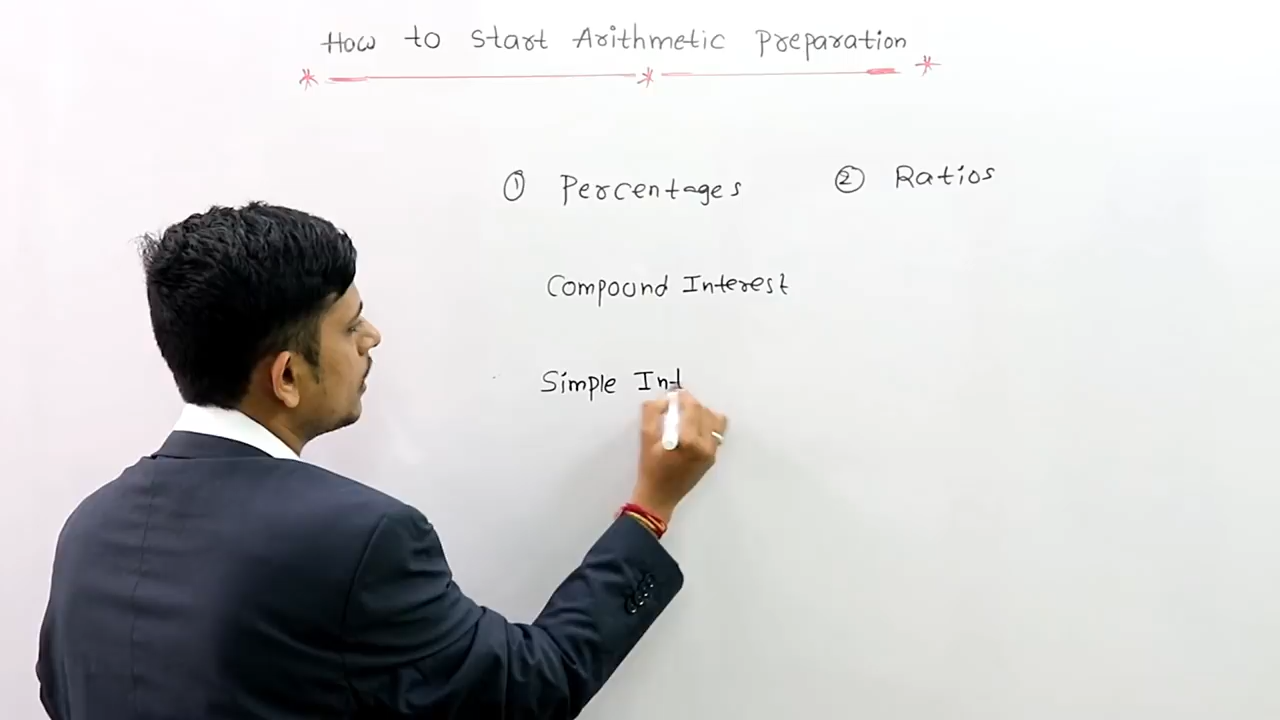 How to Start Arithmetic Preparation
① Percentages ② Ratios
Compound Interest
Simple Int